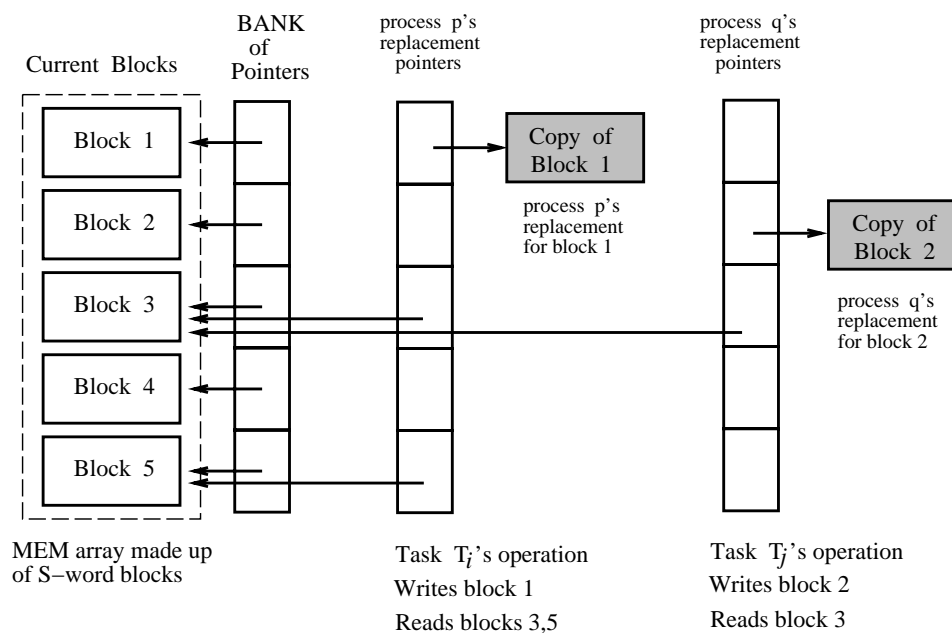 BANK
of
Pointers
process p's
replacement
pointers
process q's
replacement
pointers
Current Blocks
Block 1
Block 2
Block 3
Block 4
Block 5
Copy of
Block 1
process p's
replacement
for block 1
Copy of
Block 2
process q's
replacement
for block 2
MEM array made up
of S−word blocks
Task Ti's operation
Writes block 1
Reads blocks 3,5
Task Tj's operation
Writes block 2
Reads block 3